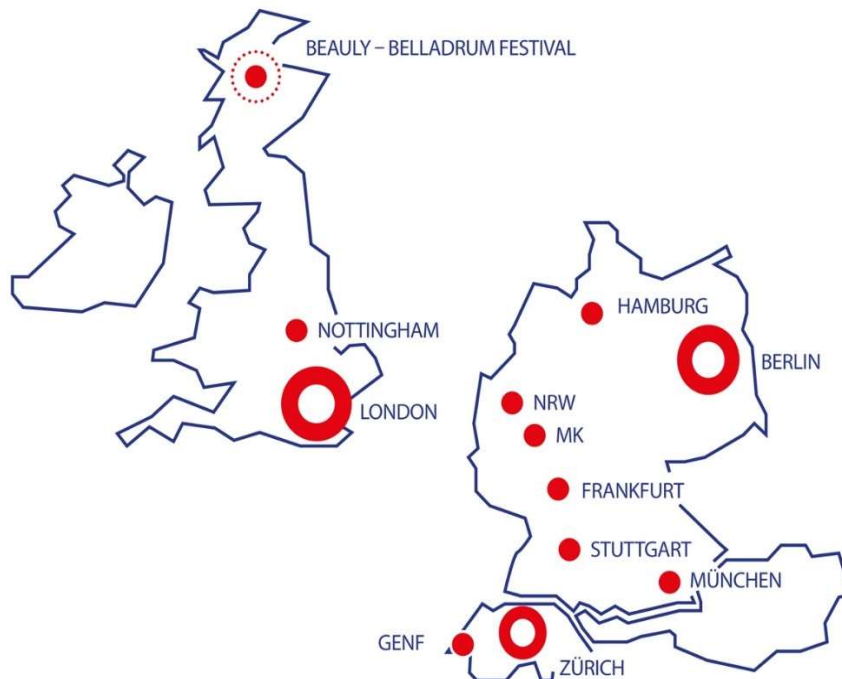 BEAULY – BELLADRUM FESTIVAL
HAMBURG
NOTTINGHAM
BERLIN
NRW
LONDON
MK
FRANKFURT
STUTTGART
MÜNCHEN
GENF
ZÜRICH